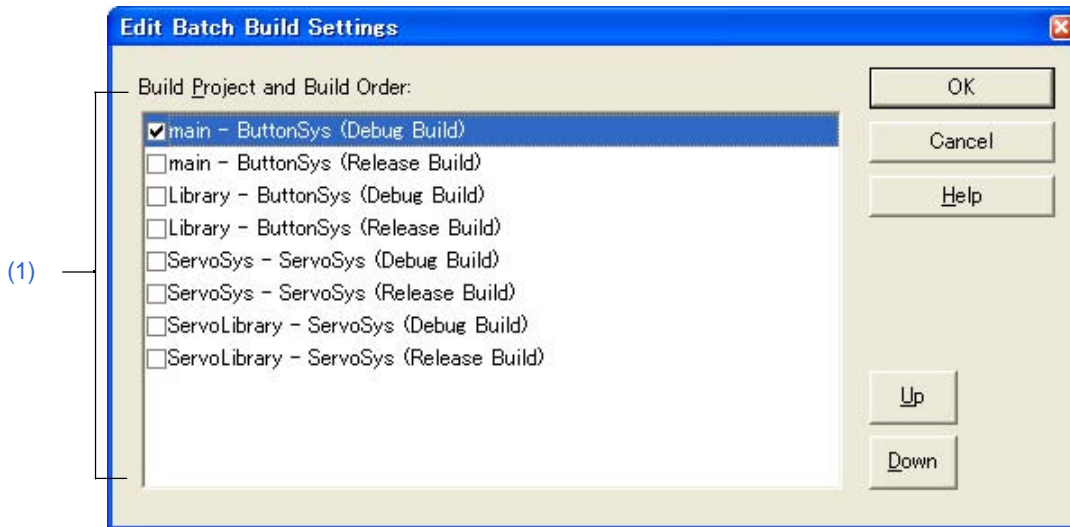 Edit Batch Build Settings
Build Project and Build Order:
main - ButtonSys (Debug Build)
main - ButtonSys (Release Build)
Library - ButtonSys (Debug Build)
Library - ButtonSys (Release Build)
ServoSys - ServoSys (Debug Build)
ServoSys - ServoSys (Release Build)
ServoLibrary - ServoSys (Debug Build)
ServoLibrary - ServoSys (Release Build)
(1)
OK
Cancel
Help
Up
Down